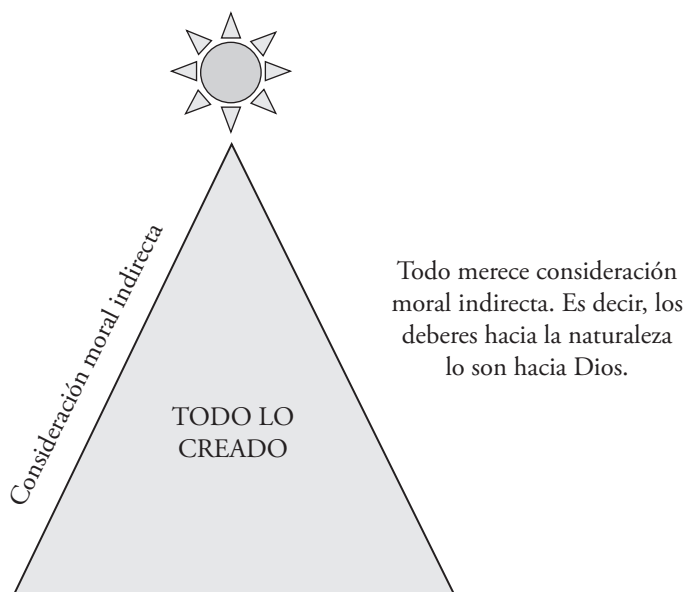 Consideración moral indirecta
Todo merece consideración
moral indirecta. Es decir, los
deberes hacia la naturaleza
lo son hacia Dios.
TODO LO
CREADO